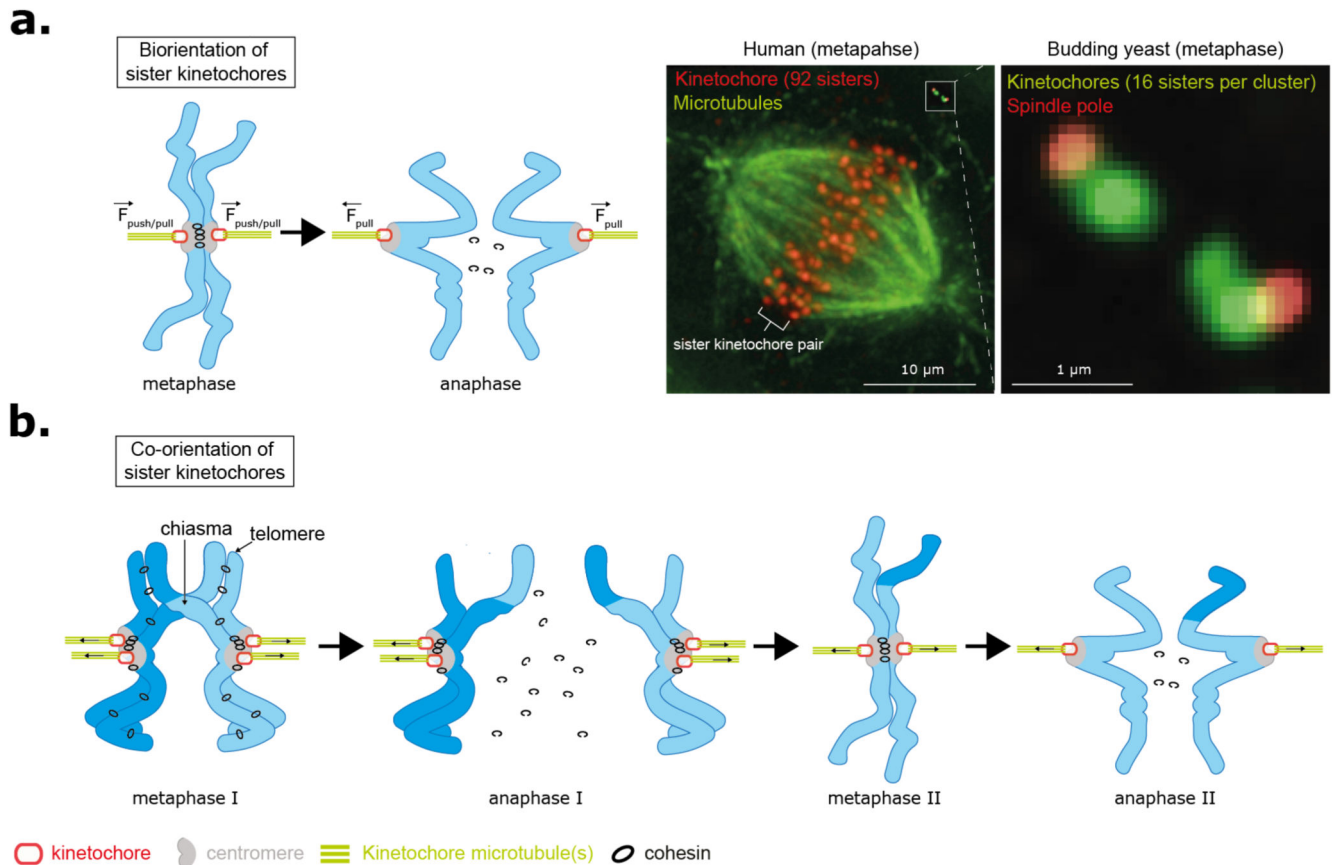 a.
Biorientation of
sister kinetochores
F push/pull
F push/pull
metaphase
F pull
F pull
c
c
c
c
anaphase
Human (metapahse)
Kinetochore (92 sisters)
Microtubules
sister kinetochore pair
10 µm
Budding yeast (metaphase)
Kinetochores (16 sisters per cluster)
Spindle pole
1 µm
b.
Co-orientation of
sister kinetochores
chiasma
telomere
metaphase I
anaphase I
metaphase II
anaphase II
kinetochore
centromere
Kinetochore microtubule(s)
cohesin